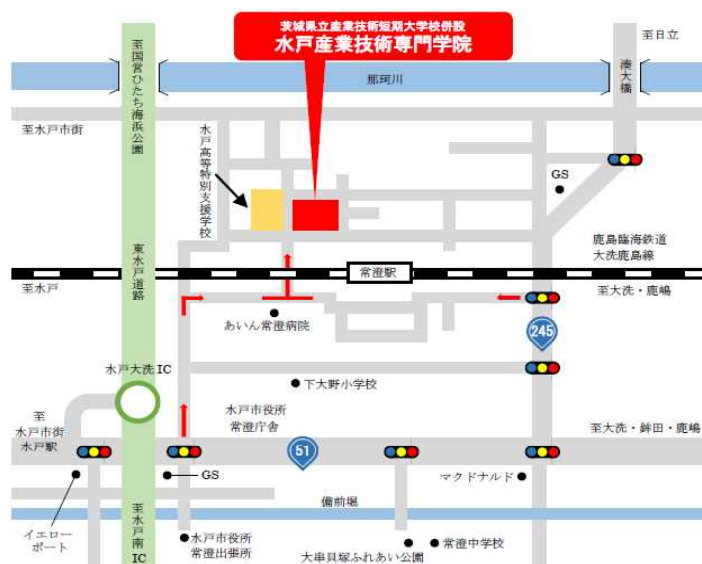 茨城県立産業技術短期大学校併設
水戸産業技術専門学院
至日立
至国営ひたち海浜公園
那珂川
湊大橋
至水戸市街
水戸高等特別支援学校
GS
東水戸道路
鹿島臨海鉄道
大洗鹿島線
常澄駅
至水戸
至大洗・鹿嶋
あいん常澄病院
245
水戸大洗IC
下大野小学校
至
水戸市街
水戸駅
水戸市役所
常澄庁舎
至大洗・鉾田・鹿嶋
51
GS
マクドナルド
イエロー
ポート
至水戸南IC
備前堀
水戸市役所
常澄出張所
大串貝塚ふれあい公園
常澄中学校